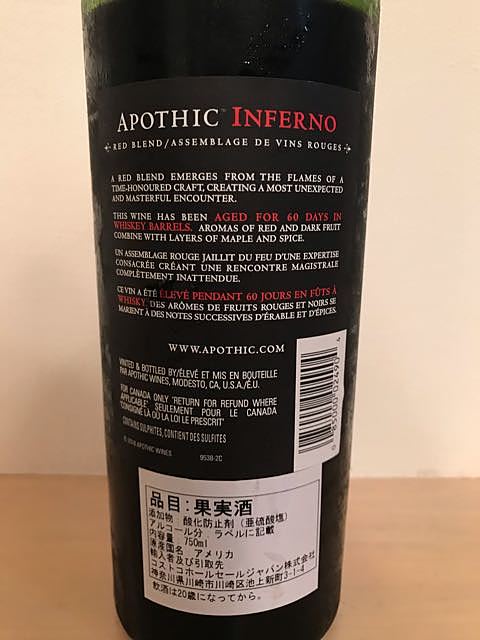 APOTHIC™ INFERNO
RED BLEND/ASSEMBLAGE DE VINS ROUGES
A RED BLEND EMERGES FROM THE FLAMES OF A
TIME-HONOURED CRAFT, CREATING A MOST UNEXPECTED
AND MASTERFUL ENCOUNTER.
THIS WINE HAS BEEN AGED FOR 60 DAYS IN
WHISKEY BARRELS. AROMAS OF RED AND DARK FRUIT
COMBINE WITH LAYERS OF MAPLE AND SPICE.
UN ASSEMBLAGE ROUGE JAILLIT DU FEU D'UNE EXPERTISE
CONSACRÉE CRÉANT UNE RENCONTRE MAGISTRALE
COMPLÈTEMENT INATTENDUE.
CE VIN A ÉTÉ ÉLEVÉ PENDANT 60 JOURS EN FÛTS À
WHISKY. DES ARÔMES DE FRUITS ROUGES ET NOIRS SE
MARIENT À DES NOTES SUCCESSIVES D'ÉRABLE ET D'ÉPICES.
WWW.APOTHIC.COM
VINTED & BOTTLED BY/ÉLEVÉ ET MIS EN BOUTEILLE
PAR APOTHIC WINES, MODESTO, CA, U.S.A./É.U.
FOR CANADA ONLY "RETURN FOR REFUND WHERE
APPLICABLE" SEULEMENT POUR LE CANADA
"CONSIGNÉ LÀ OÙ LA LOI LE PRESCRIT"
CONTAINS SULPHITES, CONTIENT DES SULFITES
APOTHIC WINES 9538-2C
品目:果実酒
添加物 酸化防止剤(亜硫酸塩)
アルコール分 ラベルに記載
内容量 750ml
原産国名 アメリカ
輸入者及び引取先
コストコホールセールジャパン株式会社
神奈川県川崎市川崎区池上新町3-1-4
飲酒は20歳になってから。